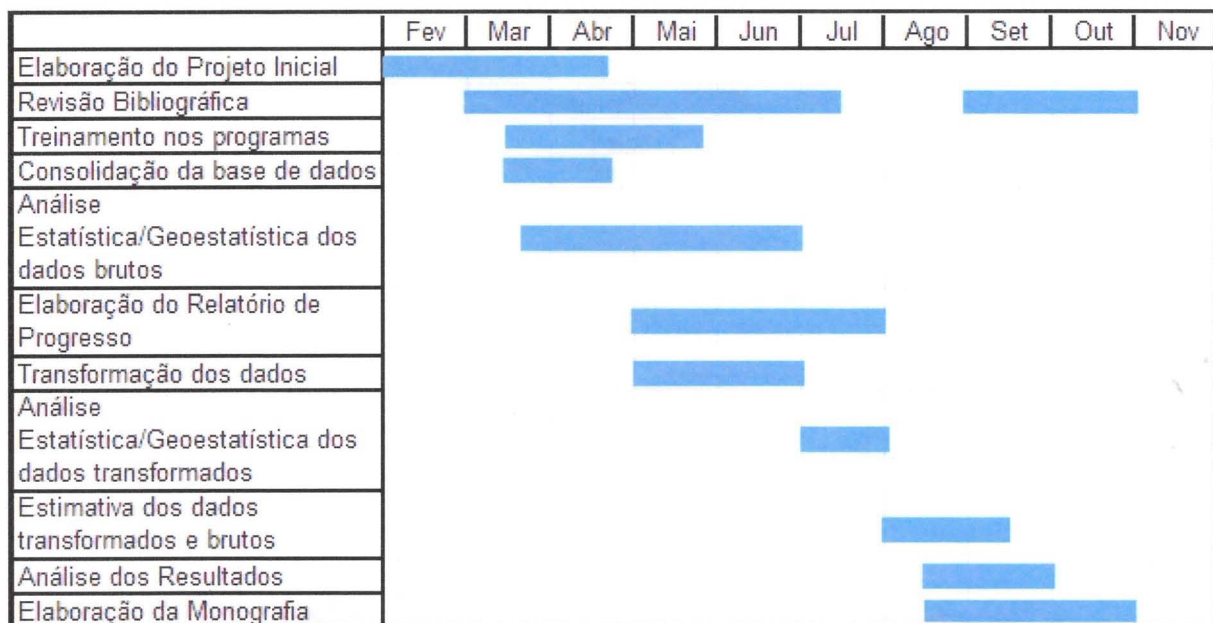 Fev Mar Abr Mai Jun Jul Ago Set Out Nov
Elaboração do Projeto Inicial
Revisão Bibliográfica
Treinamento nos programas
Consolidação da base de dados
Análise
Estatística/Geoestatística dos
dados brutos
Elaboração do Relatório de
Progresso
Transformação dos dados
Análise
Estatística/Geoestatística dos
dados transformados
Estimativa dos dados
transformados e brutos
Análise dos Resultados
Elaboração da Monografia